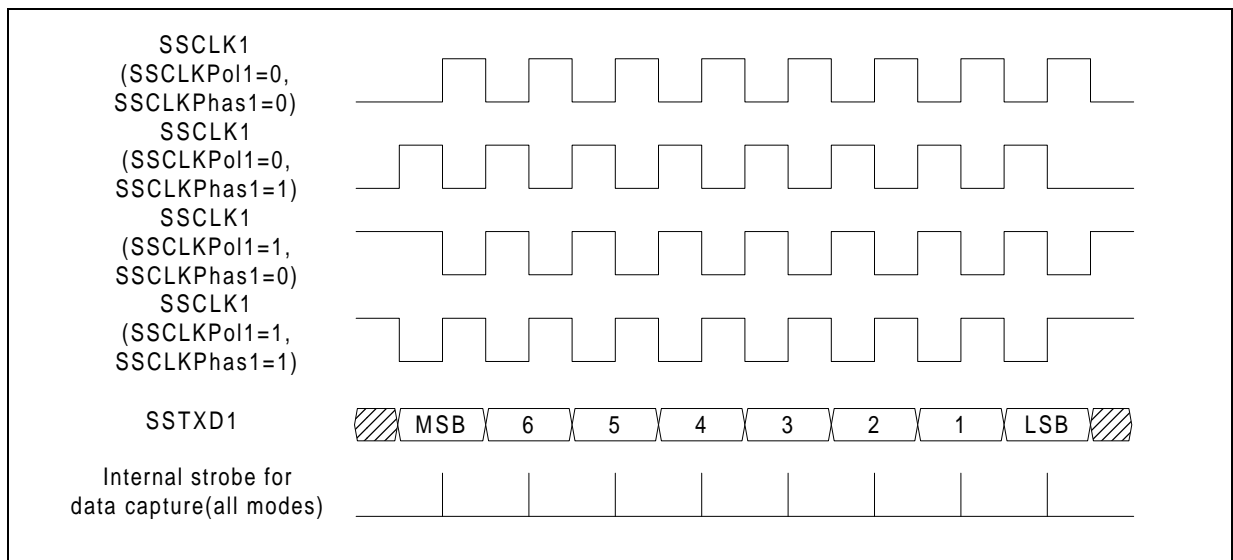 SSCLK1
(SSCLKPol1=0,
SSCLKPhas1=0)
SSCLK1
(SSCLKPol1=0,
SSCLKPhas1=1)
SSCLK1
(SSCLKPol1=1,
SSCLKPhas1=0)
SSCLK1
(SSCLKPol1=1,
SSCLKPhas1=1)
SSTXD1 MSB 6 5 4 3 2 1 LSB
Internal strobe for
data capture(all modes)